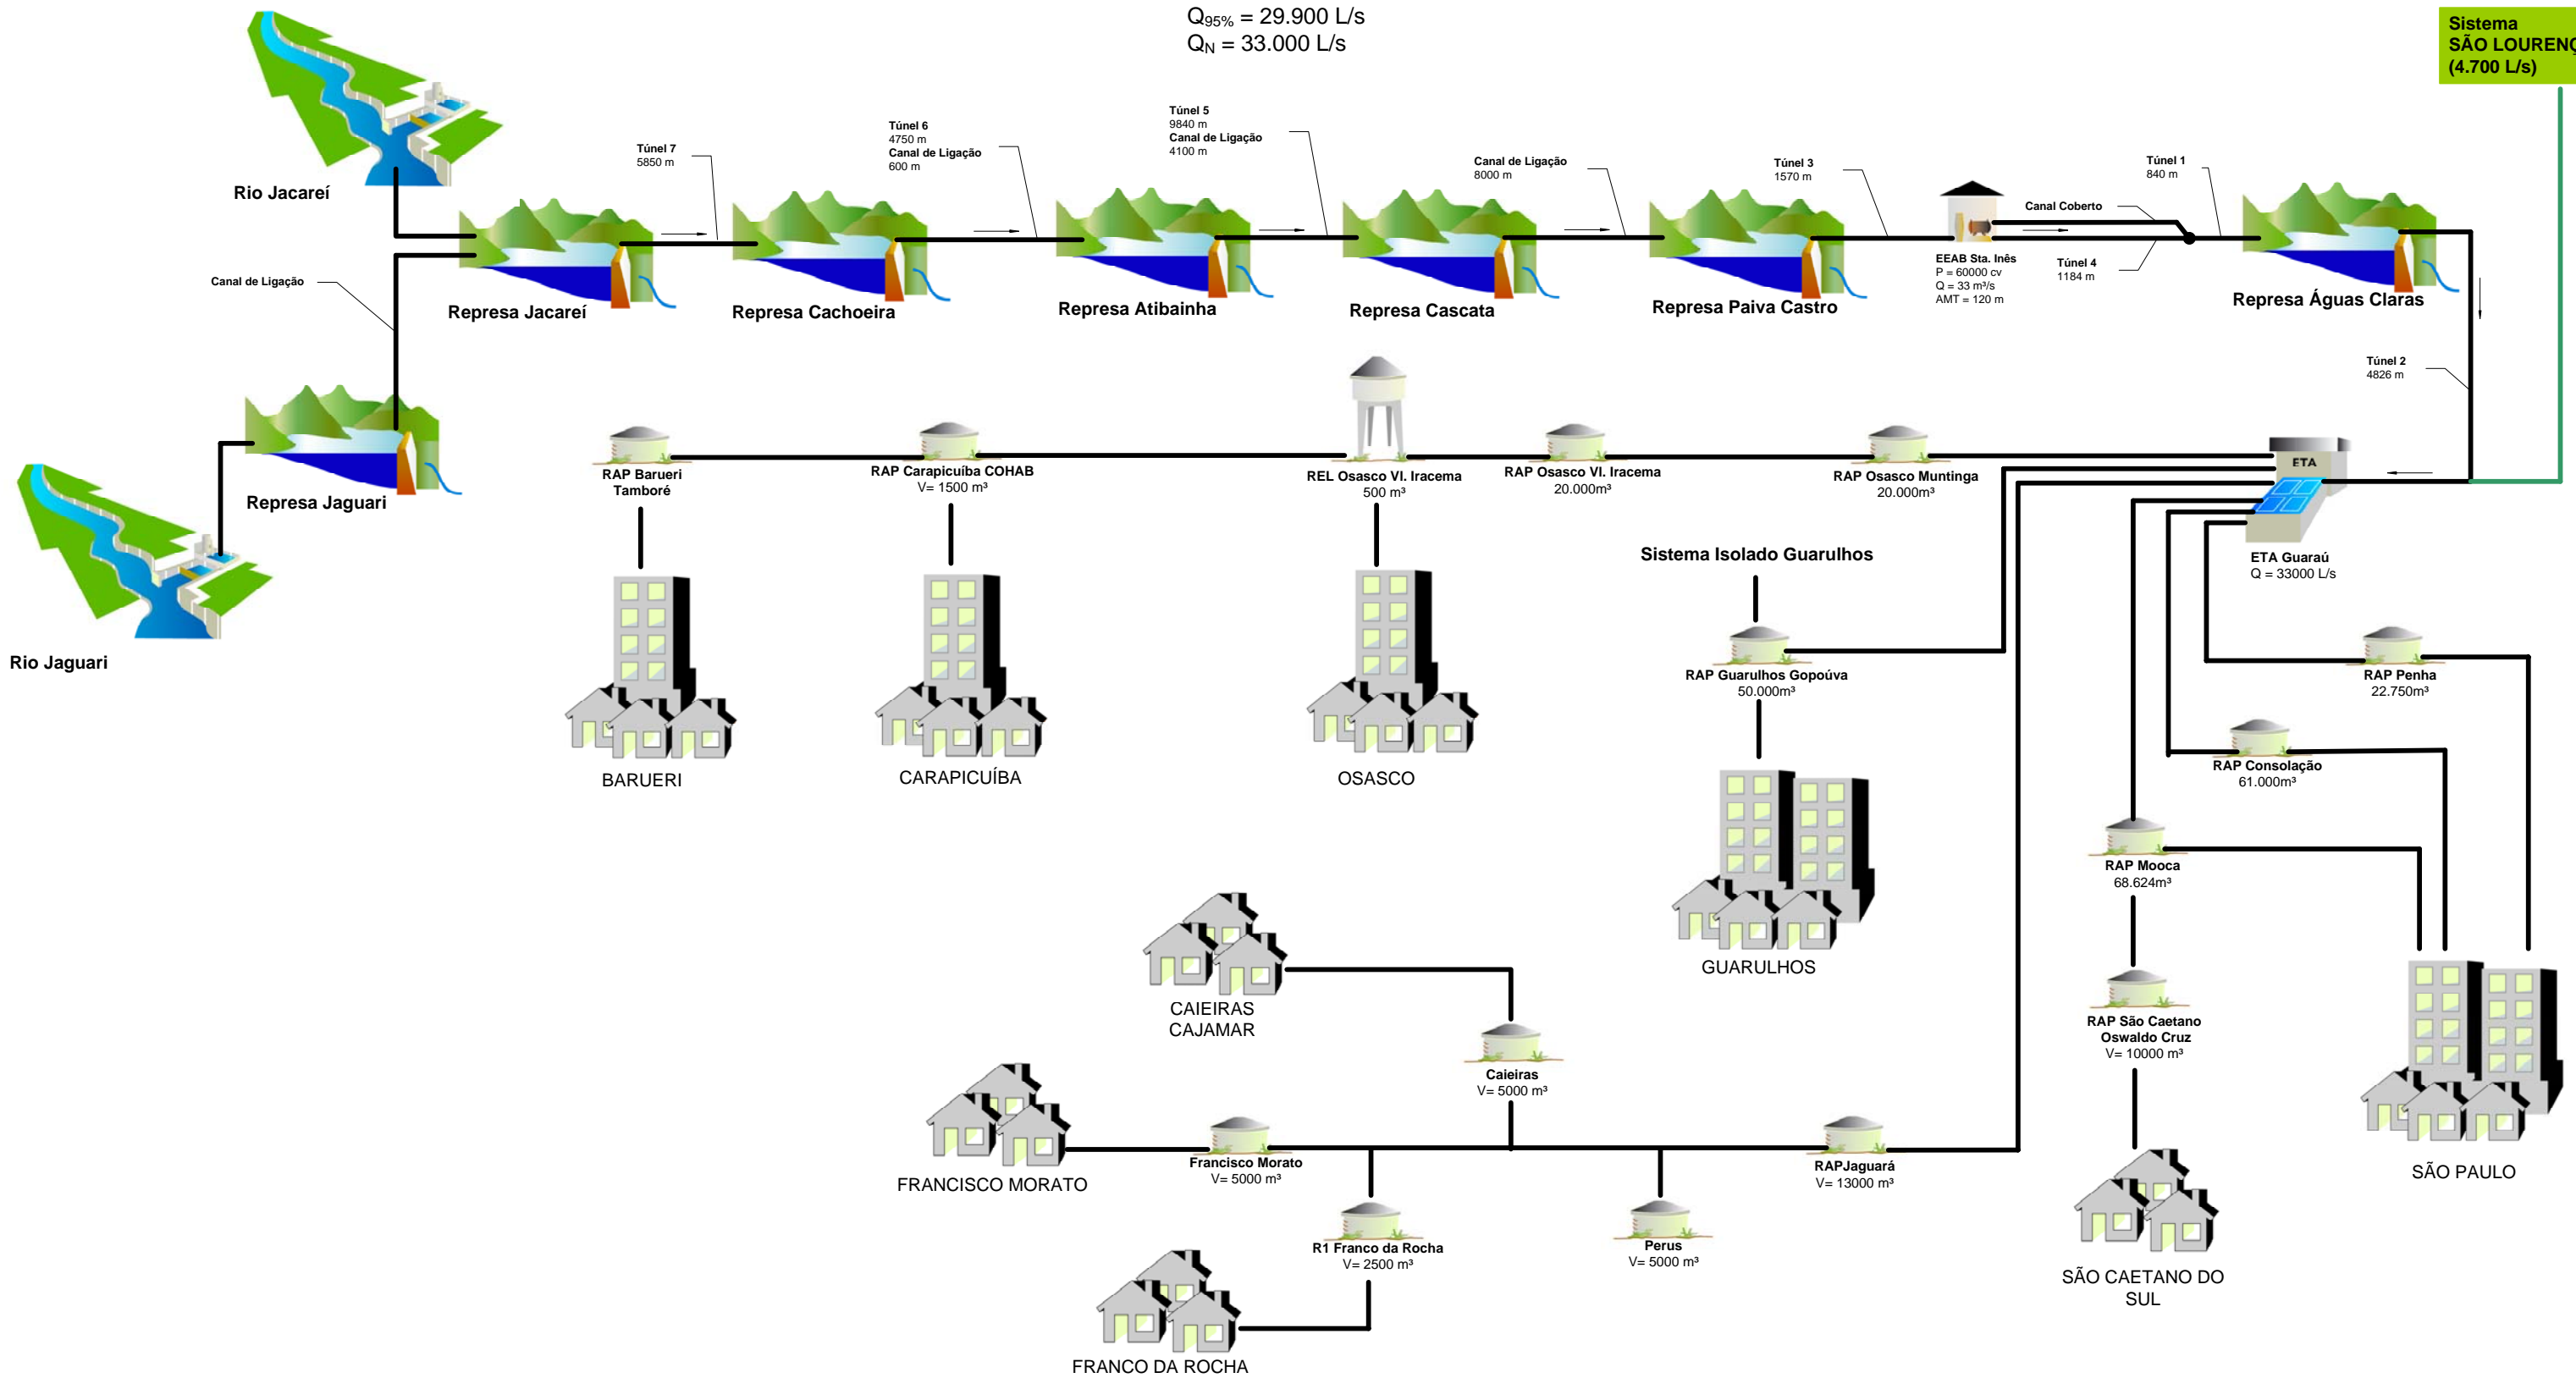 Q95% = 29.900 L/s
QN = 33.000 L/s
Sistema
SÃO LOURENÇ
(4.700 L/s)
Rio Jacareí
Túnel 7
5850 m
Túnel 6
4750 m
Canal de Ligação
600 m
Túnel 5
9840 m
Canal de Ligação
4100 m
Canal de Ligação
8000 m
Túnel 3
1570 m
Canal Coberto
Túnel 1
840 m
Túnel 4
1184 m
EEAB Sta. Inês
P = 60000 cv
Q = 33 m³/s
AMT = 120 m
Canal de Ligação
Represa Jacareí
Represa Cachoeira
Represa Atibainha
Represa Cascata
Represa Paiva Castro
Represa Águas Claras
Túnel 2
4826 m
Represa Jaguari
Rio Jaguari
RAP Barueri
Tamboré
RAP Carapicuíba COHAB
V= 1500 m³
REL Osasco Vl. Iracema
500 m³
RAP Osasco Vl. Iracema
20.000m³
RAP Osasco Muntinga
20.000m³
ETA
ETA Guaraú
Q = 33000 L/s
Sistema Isolado Guarulhos
RAP Guarulhos Gopoúva
50.000m³
RAP Penha
22.750m³
RAP Consolação
61.000m³
BARUERI
CARAPICUÍBA
OSASCO
RAP Mooca
68.624m³
GUARULHOS
CAIEIRAS
CAJAMAR
RAP São Caetano
Oswaldo Cruz
V= 10000 m³
Caieiras
V= 5000 m³
Francisco Morato
V= 5000 m³
FRANCISCO MORATO
RAPJaguará
V= 13000 m³
SÃO PAULO
R1 Franco da Rocha
V= 2500 m³
Perus
V= 5000 m³
SÃO CAETANO DO
SUL
FRANCO DA ROCHA